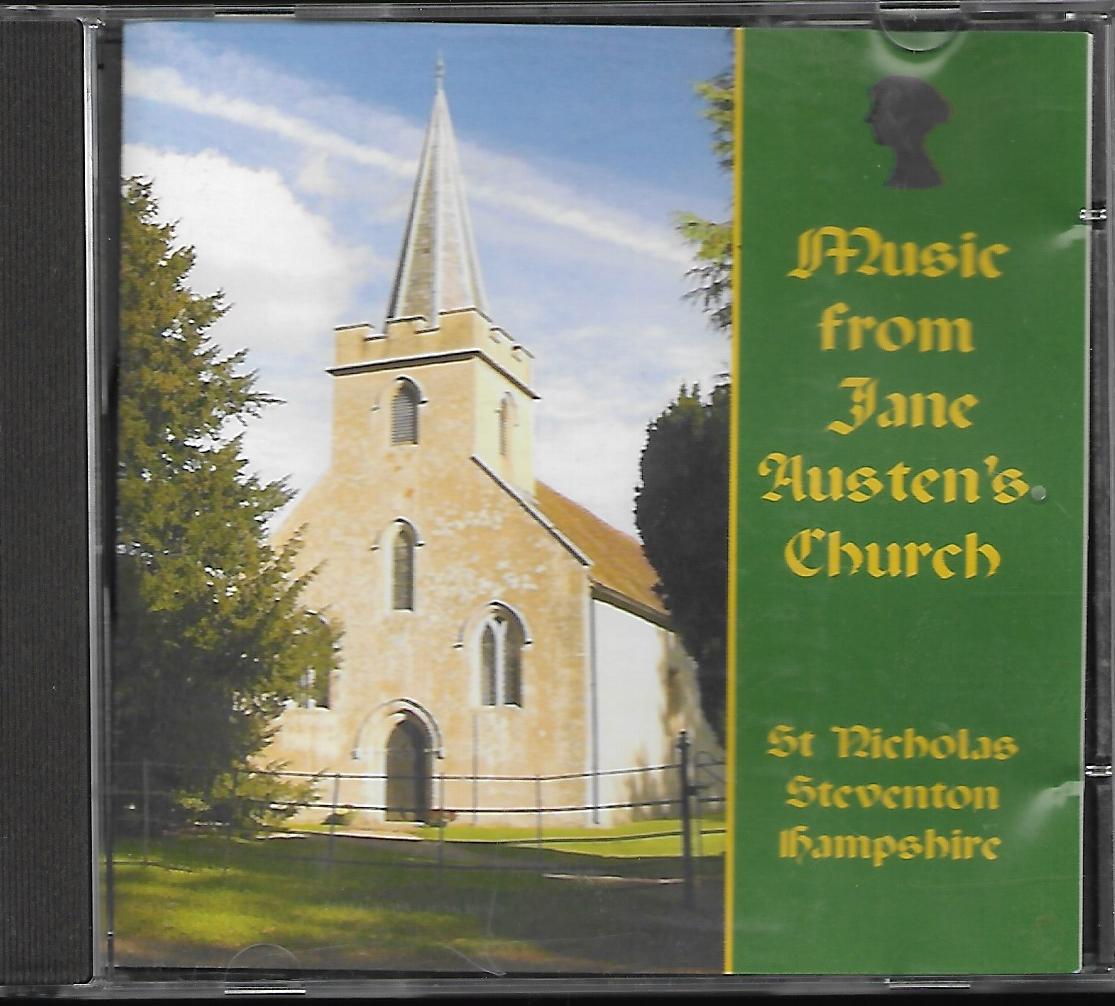 Music
from
Jane
Austen's
Church
St Nicholas
Steventon
Hampshire